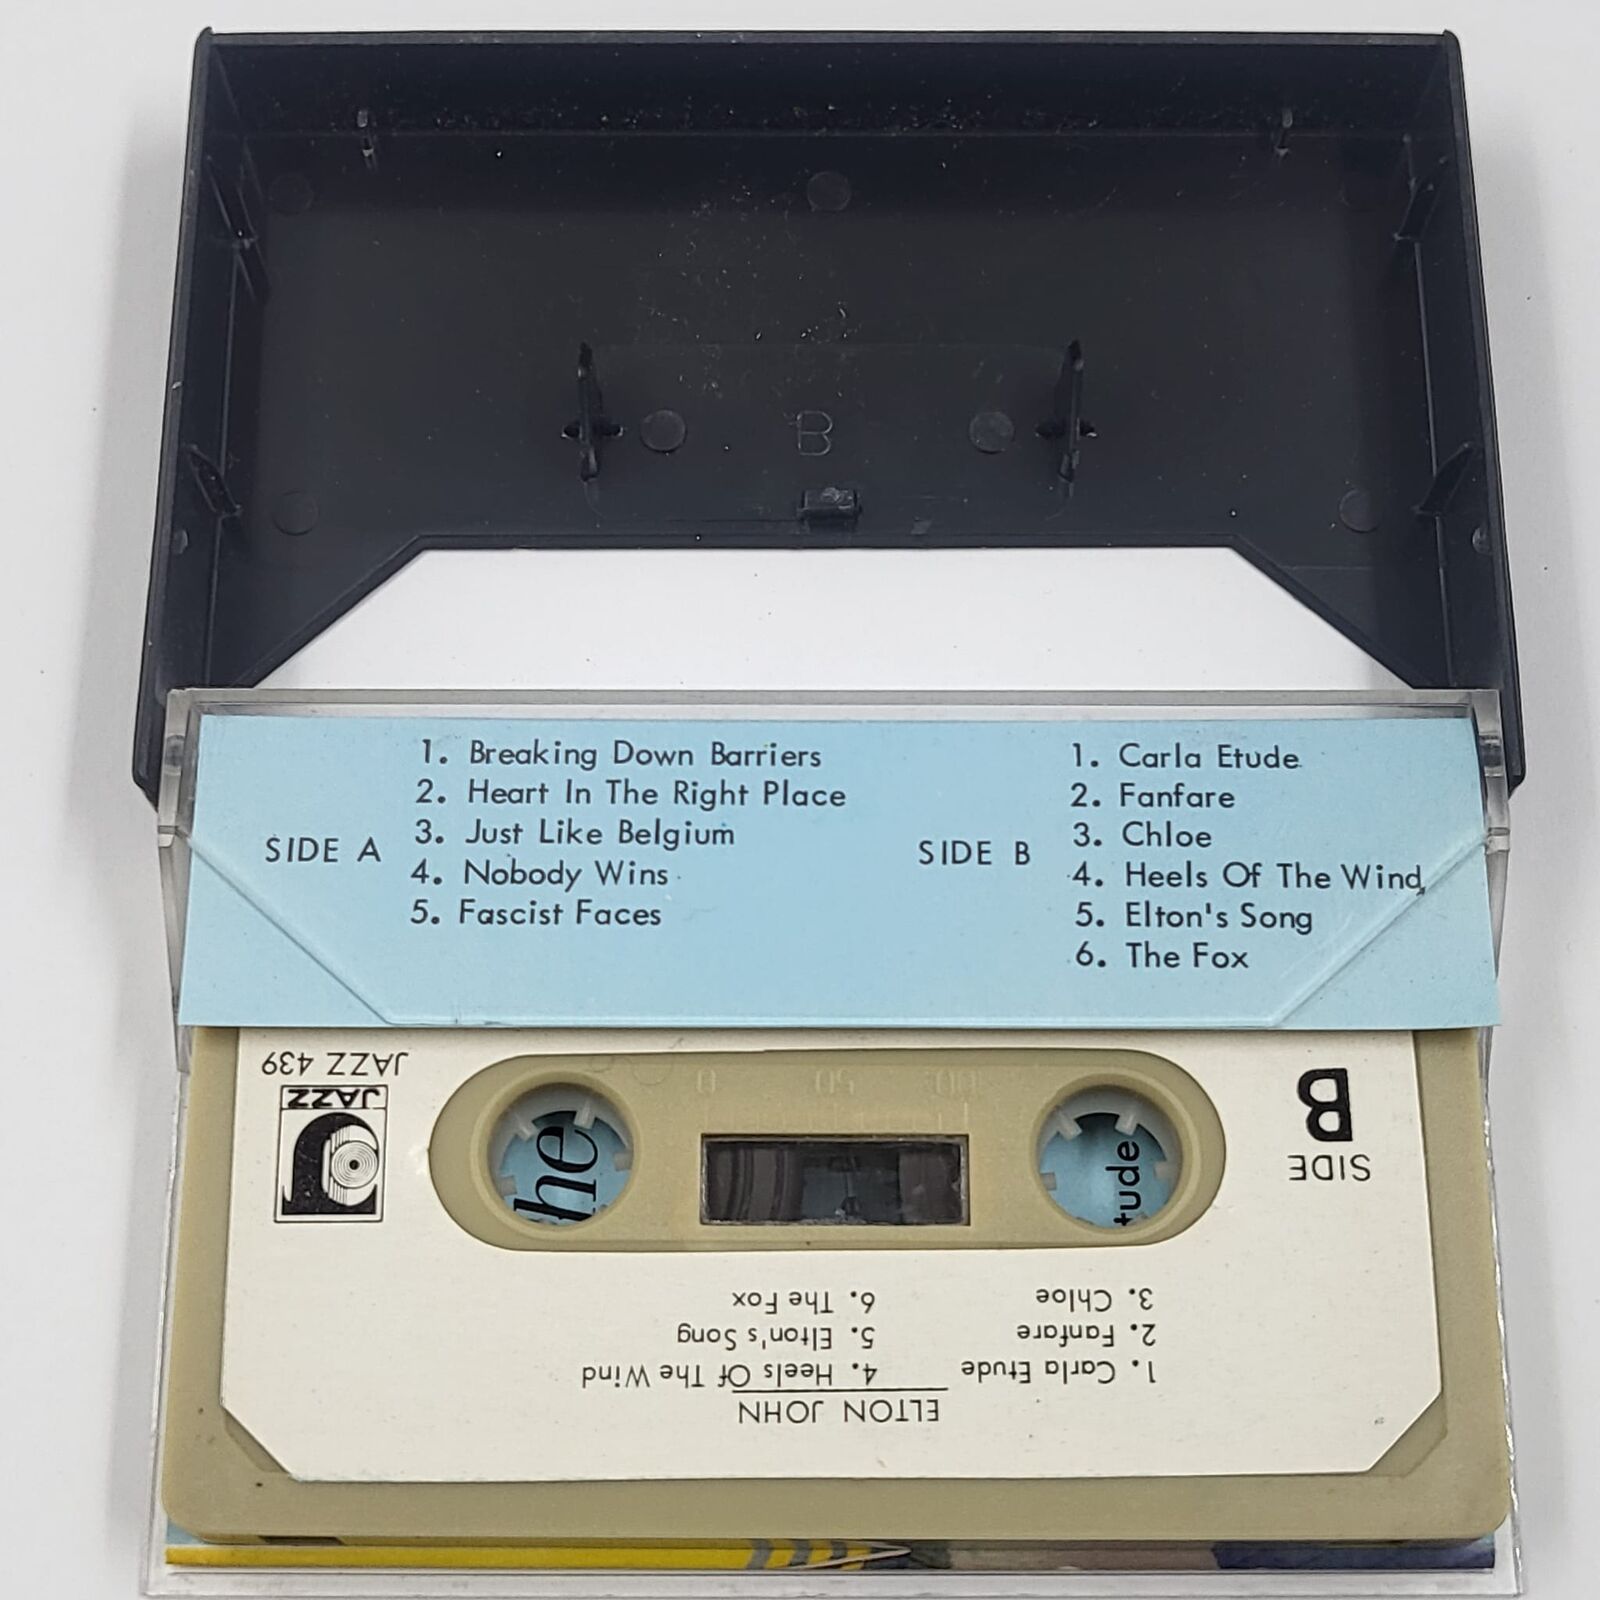 B
SIDE A
1. Breaking Down Barriers
2. Heart In The Right Place
3. Just Like Belgium
4. Nobody Wins
5. Fascist Faces
SIDE B
1. Carla Etude
2. Fanfare
3. Chloe
4. Heels Of The Wind
5. Elton's Song
6. The Fox
JAZZ 439
JAZZ
SIDE
B
0 50 100
he
tude
ELTON JOHN
1. Carla Etude
2. Fanfare
3. Chloe
4. Heels Of The Wind
5. Elton's Song
6. The Fox